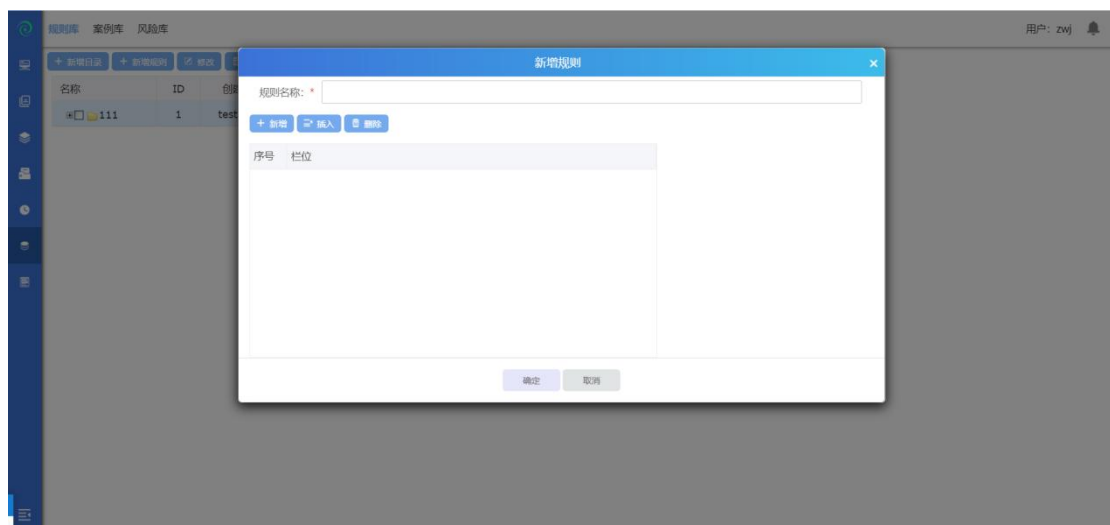 规则库 案例库 风险库 用户: zwj
+ 新增目录 + 新增规则 修改
名称 ID 创
111 1 test
新增规则 ×
规则名称: *
+ 新增 插入 删除
序号 栏位
确定 取消